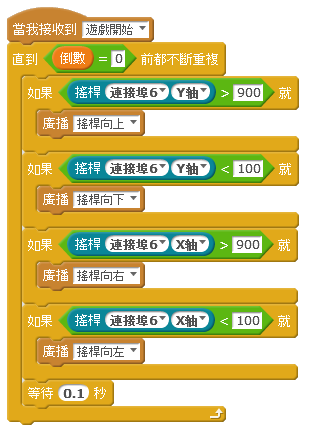 當我接收到 遊戲開始
直到 倒數 = 0 前都不斷重複
如果 搖桿 連接埠6 Y軸 > 900 就
廣播 搖桿向上
如果 搖桿 連接埠6 Y軸 < 100 就
廣播 搖桿向下
如果 搖桿 連接埠6 X軸 > 900 就
廣播 搖桿向右
如果 搖桿 連接埠6 X軸 < 100 就
廣播 搖桿向左
等待 0.1 秒